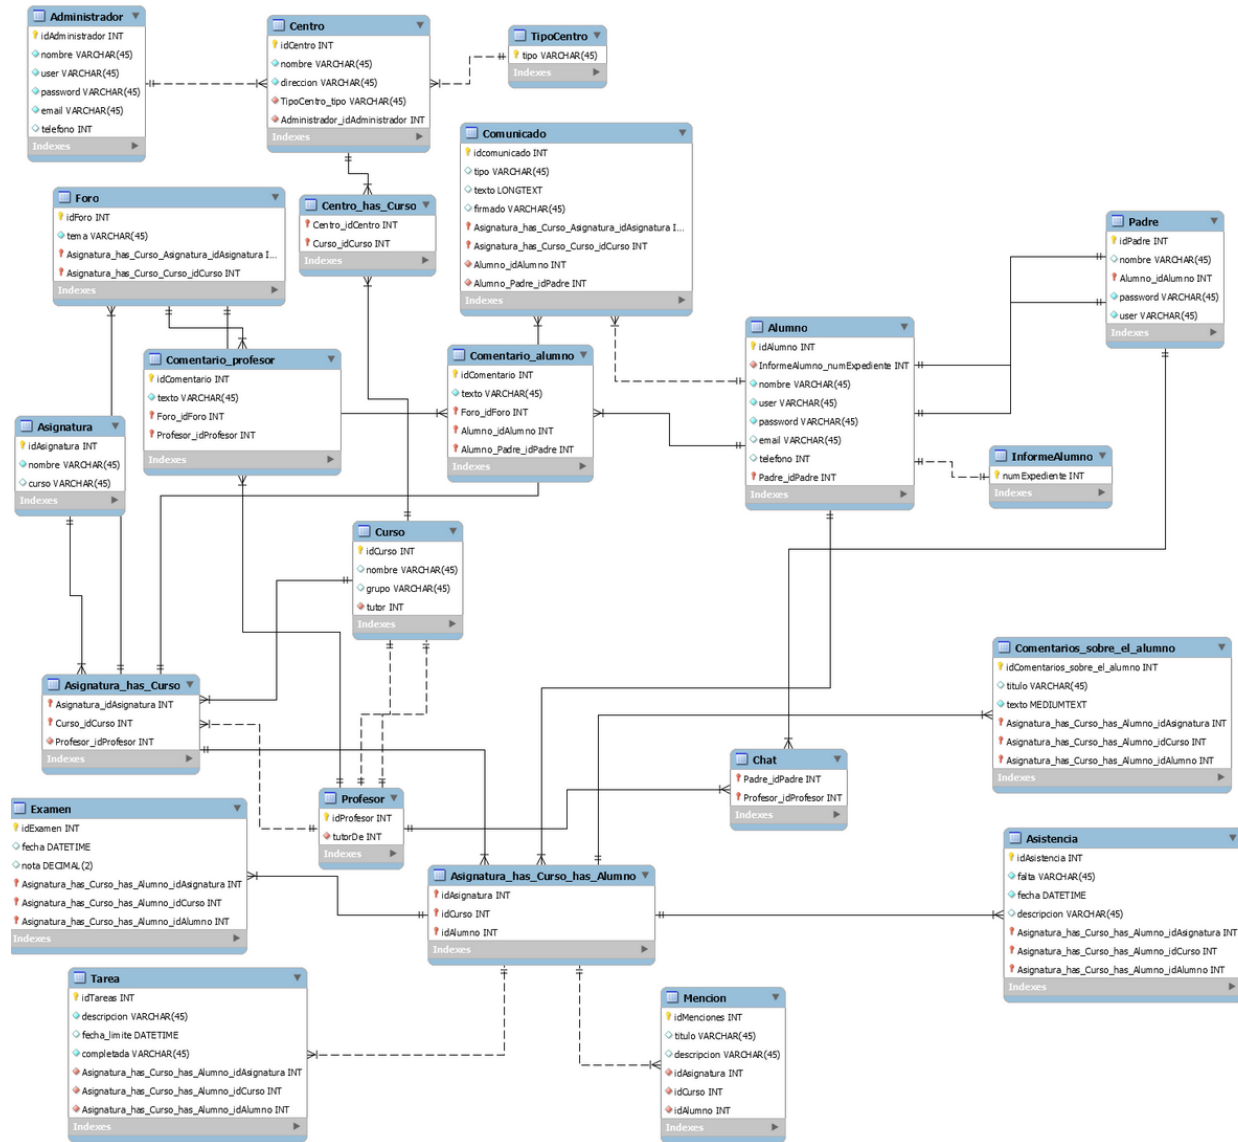 Administrador
idAdministrador INT
nombre VARCHAR(45)
user VARCHAR(45)
password VARCHAR(45)
email VARCHAR(45)
telefono INT
Indexes
Centro
idCentro INT
nombre VARCHAR(45)
direccion VARCHAR(45)
TipoCentro_tipo VARCHAR(45)
Administrador_idAdministrador INT
Indexes
TipoCentro
tipo VARCHAR(45)
Indexes
Comunicado
idcomunicado INT
tipo VARCHAR(45)
texto LONGTEXT
firmado VARCHAR(45)
Asignatura_has_Curso_Asignatura_idAsignatura I...
Asignatura_has_Curso_Curso_idCurso INT
Alumno_idAlumno INT
Alumno_Padre_idPadre INT
Indexes
Foro
idForo INT
tema VARCHAR(45)
Asignatura_has_Curso_Asignatura_idAsignatura I...
Asignatura_has_Curso_Curso_idCurso INT
Indexes
Centro_has_Curso
Centro_idCentro INT
Curso_idCurso INT
Indexes
Padre
idPadre INT
nombre VARCHAR(45)
Alumno_idAlumno INT
password VARCHAR(45)
user VARCHAR(45)
Indexes
Alumno
idAlumno INT
InformeAlumno_numExpediente INT
nombre VARCHAR(45)
user VARCHAR(45)
password VARCHAR(45)
email VARCHAR(45)
telefono INT
Padre_idPadre INT
Indexes
Comentario_profesor
idComentario INT
texto VARCHAR(45)
Foro_idForo INT
Profesor_idProfesor INT
Indexes
Comentario_alumno
idComentario INT
texto VARCHAR(45)
Foro_idForo INT
Alumno_idAlumno INT
Alumno_Padre_idPadre INT
Indexes
Asignatura
idAsignatura INT
nombre VARCHAR(45)
curso VARCHAR(45)
Indexes
InformeAlumno
numExpediente INT
Indexes
Curso
idCurso INT
nombre VARCHAR(45)
grupo VARCHAR(45)
tutor INT
Indexes
Comentarios_sobre_el_alumno
idComentarios_sobre_el_alumno INT
titulo VARCHAR(45)
texto MEDIUMTEXT
Asignatura_has_Curso_has_Alumno_idAsignatura INT
Asignatura_has_Curso_has_Alumno_idCurso INT
Asignatura_has_Curso_has_Alumno_idAlumno INT
Indexes
Asignatura_has_Curso
Asignatura_idAsignatura INT
Curso_idCurso INT
Profesor_idProfesor INT
Indexes
Chat
Padre_idPadre INT
Profesor_idProfesor INT
Indexes
Profesor
idProfesor INT
tutorDe INT
Indexes
Examen
idExamen INT
fecha DATETIME
nota DECIMAL(2)
Asignatura_has_Curso_has_Alumno_idAsignatura INT
Asignatura_has_Curso_has_Alumno_idCurso INT
Asignatura_has_Curso_has_Alumno_idAlumno INT
Indexes
Asistencia
idAsistencia INT
falta VARCHAR(45)
fecha DATETIME
descripcion VARCHAR(45)
Asignatura_has_Curso_has_Alumno_idAsignatura INT
Asignatura_has_Curso_has_Alumno_idCurso INT
Asignatura_has_Curso_has_Alumno_idAlumno INT
Indexes
Asignatura_has_Curso_has_Alumno
idAsignatura INT
idCurso INT
idAlumno INT
Indexes
Tarea
idTareas INT
descripcion VARCHAR(45)
fecha_limite DATETIME
completada VARCHAR(45)
Asignatura_has_Curso_has_Alumno_idAsignatura INT
Asignatura_has_Curso_has_Alumno_idCurso INT
Asignatura_has_Curso_has_Alumno_idAlumno INT
Indexes
Mencion
idMenciones INT
titulo VARCHAR(45)
descripcion VARCHAR(45)
idAsignatura INT
idCurso INT
idAlumno INT
Indexes